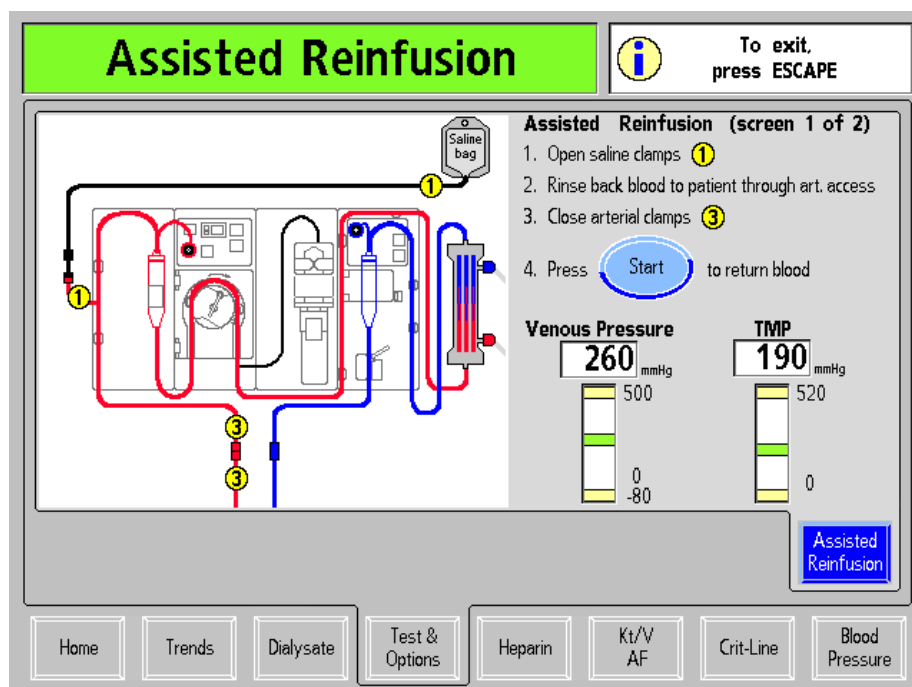 Assisted Reinfusion
To exit,
press ESCAPE
Saline
bag
1
1
3
3
Assisted Reinfusion (screen 1 of 2)
1. Open saline clamps 1
2. Rinse back blood to patient through art. access
3. Close arterial clamps 3
4. Press Start to return blood
Venous Pressure
260 mmHg
500
0
-80
TMP
190 mmHg
520
0
Assisted
Reinfusion
Home
Trends
Dialysate
Test &
Options
Heparin
Kt/V
AF
Crit-Line
Blood
Pressure